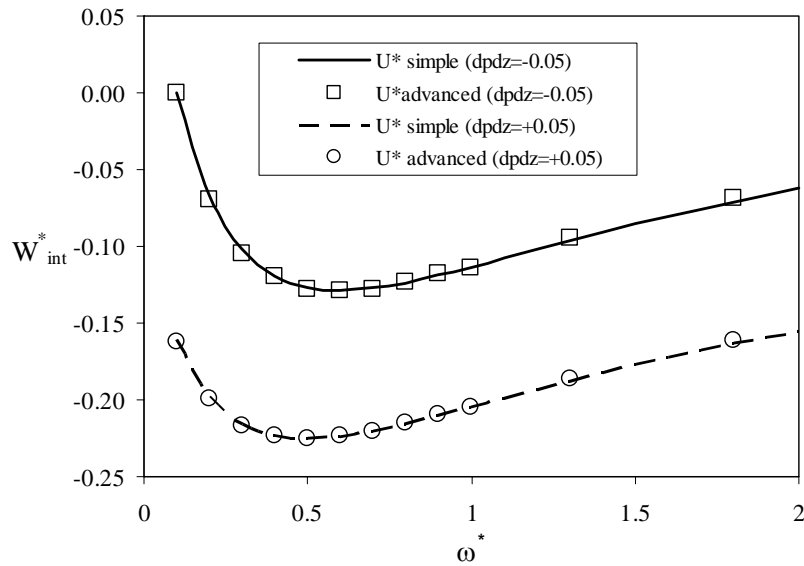 0.05
U* simple (dpdz=-0.05)
U*advanced (dpdz=-0.05)
U* simple (dpdz=+0.05)
U* advanced (dpdz=+0.05)
0.00
-0.05
-0.10
W*int
-0.15
-0.20
-0.25
0 0.5 1 1.5 2
ω*